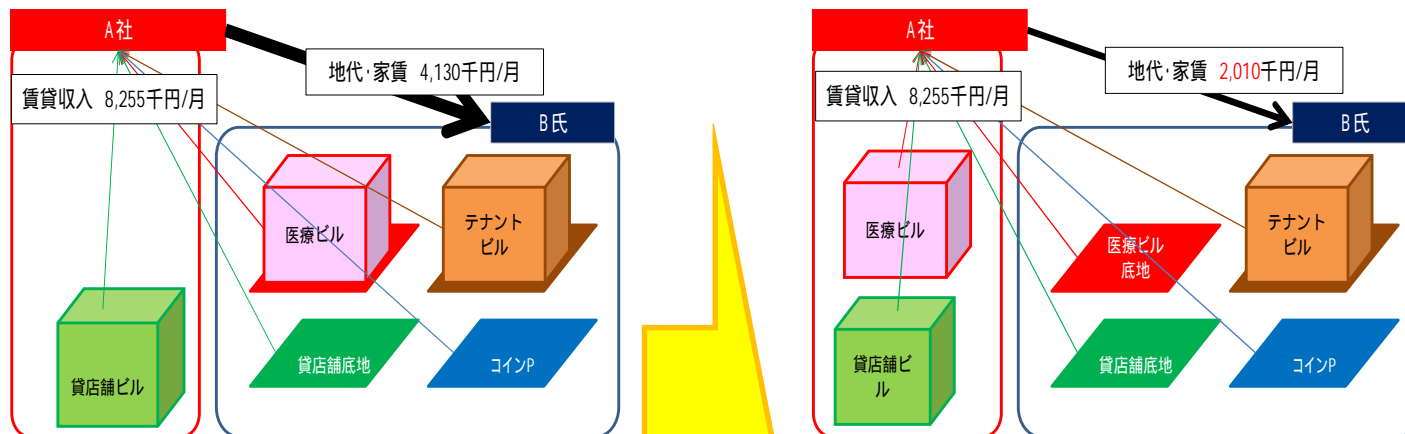 A社
地代・家賃 4,130千円/月
賃貸収入 8,255千円/月
B氏
医療ビル
テナント
ビル
貸店舗ビル
貸店舗底地
コインP
A社
地代・家賃 2,010千円/月
賃貸収入 8,255千円/月
B氏
医療ビル
医療ビル
底地
テナント
ビル
貸店舗ビ
ル
貸店舗底地
コインP